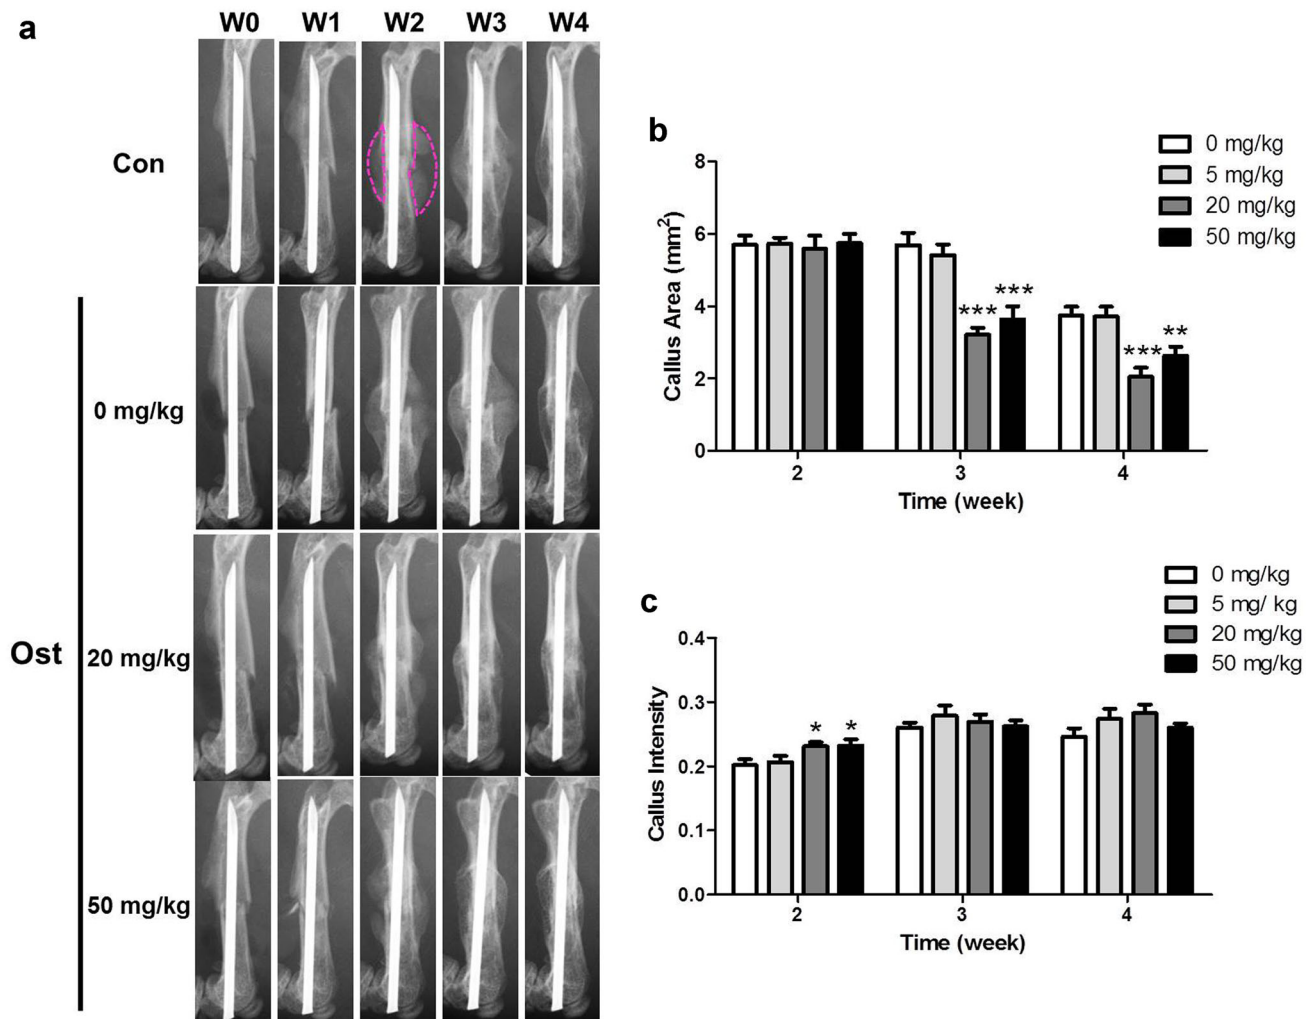 a
W0 W1 W2 W3 W4
Con
Ost
0 mg/kg
20 mg/kg
50 mg/kg
b
0 mg/kg
5 mg/kg
20 mg/kg
50 mg/kg
Callus Area (mm²)
8
6
4
2
0
*** *** *** **
2 3 4
Time (week)
c
0 mg/kg
5 mg/ kg
20 mg/kg
50 mg/kg
Callus Intensity
0.4
0.3
0.2
0.1
0.0
* *
2 3 4
Time (week)